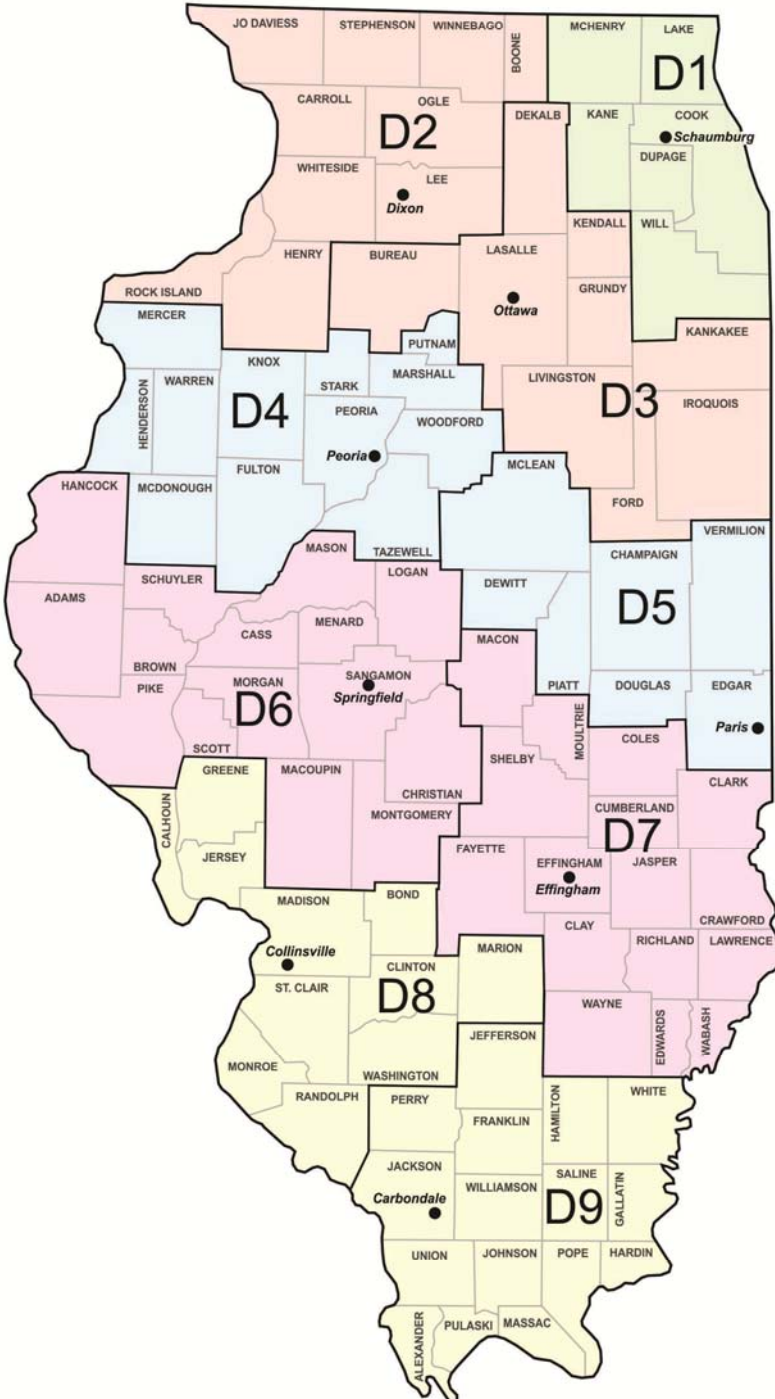 JO DAVIESS
STEPHENSON
WINNEBAGO
BOONE
MCHENRY
LAKE
D1
CARROLL
OGLE
D2
DEKALB
KANE
COOK
Schaumburg
DUPAGE
WHITESIDE
LEE
Dixon
KENDALL
WILL
HENRY
BUREAU
LASALLE
ROCK ISLAND
GRUNDY
Ottawa
MERCER
KANKAKEE
PUTNAM
KNOX
STARK
MARSHALL
LIVINGSTON
D3
IROQUOIS
HENDERSON
WARREN
D4
PEORIA
WOODFORD
Peoria
MCLEAN
FULTON
HANCOCK
MCDONOUGH
FORD
VERMILION
MASON
TAZEWELL
CHAMPAIGN
SCHUYLER
LOGAN
DEWITT
D5
ADAMS
CASS
MENARD
MACON
BROWN
PIKE
MORGAN
SANGAMON
Springfield
PIATT
DOUGLAS
EDGAR
D6
MOULTRIE
Paris
SCOTT
COLES
SHELBY
GREENE
MACOUPIN
CHRISTIAN
CLARK
CALHOUN
MONTGOMERY
CUMBERLAND
D7
JERSEY
FAYETTE
EFFINGHAM
Effingham
JASPER
MADISON
BOND
CRAWFORD
CLAY
RICHLAND
LAWRENCE
Collinsville
MARION
CLINTON
ST. CLAIR
D8
WAYNE
EDWARDS
WABASH
JEFFERSON
MONROE
WASHINGTON
RANDOLPH
PERRY
HAMILTON
WHITE
FRANKLIN
JACKSON
WILLIAMSON
SALINE
Carbondale
D9
GALLATIN
UNION
JOHNSON
POPE
HARDIN
ALEXANDER
PULASKI
MASSAC